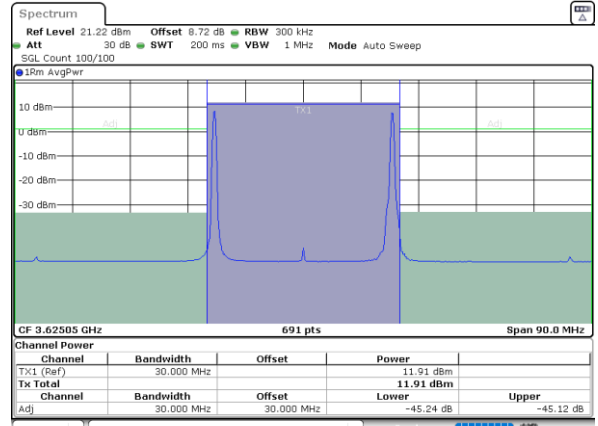 Spectrum
Ref Level 21.22 dBm Offset 8.72 dB RBW 300 kHz
Att 30 dB SWT 200 ms VBW 1 MHz Mode Auto Sweep
SGL Count 100/100
1Rm AvgPwr
TX1
10 dBm
Adj Adj
0 dBm
-10 dBm
-20 dBm
-30 dBm
CF 3.62505 GHz 691 pts Span 90.0 MHz
Channel Power
Channel Bandwidth Offset Power
TX1 (Ref) 30.000 MHz 11.91 dBm
Tx Total 11.91 dBm
Channel Bandwidth Offset Lower Upper
Adj 30.000 MHz 30.000 MHz -45.24 dB -45.12 dB